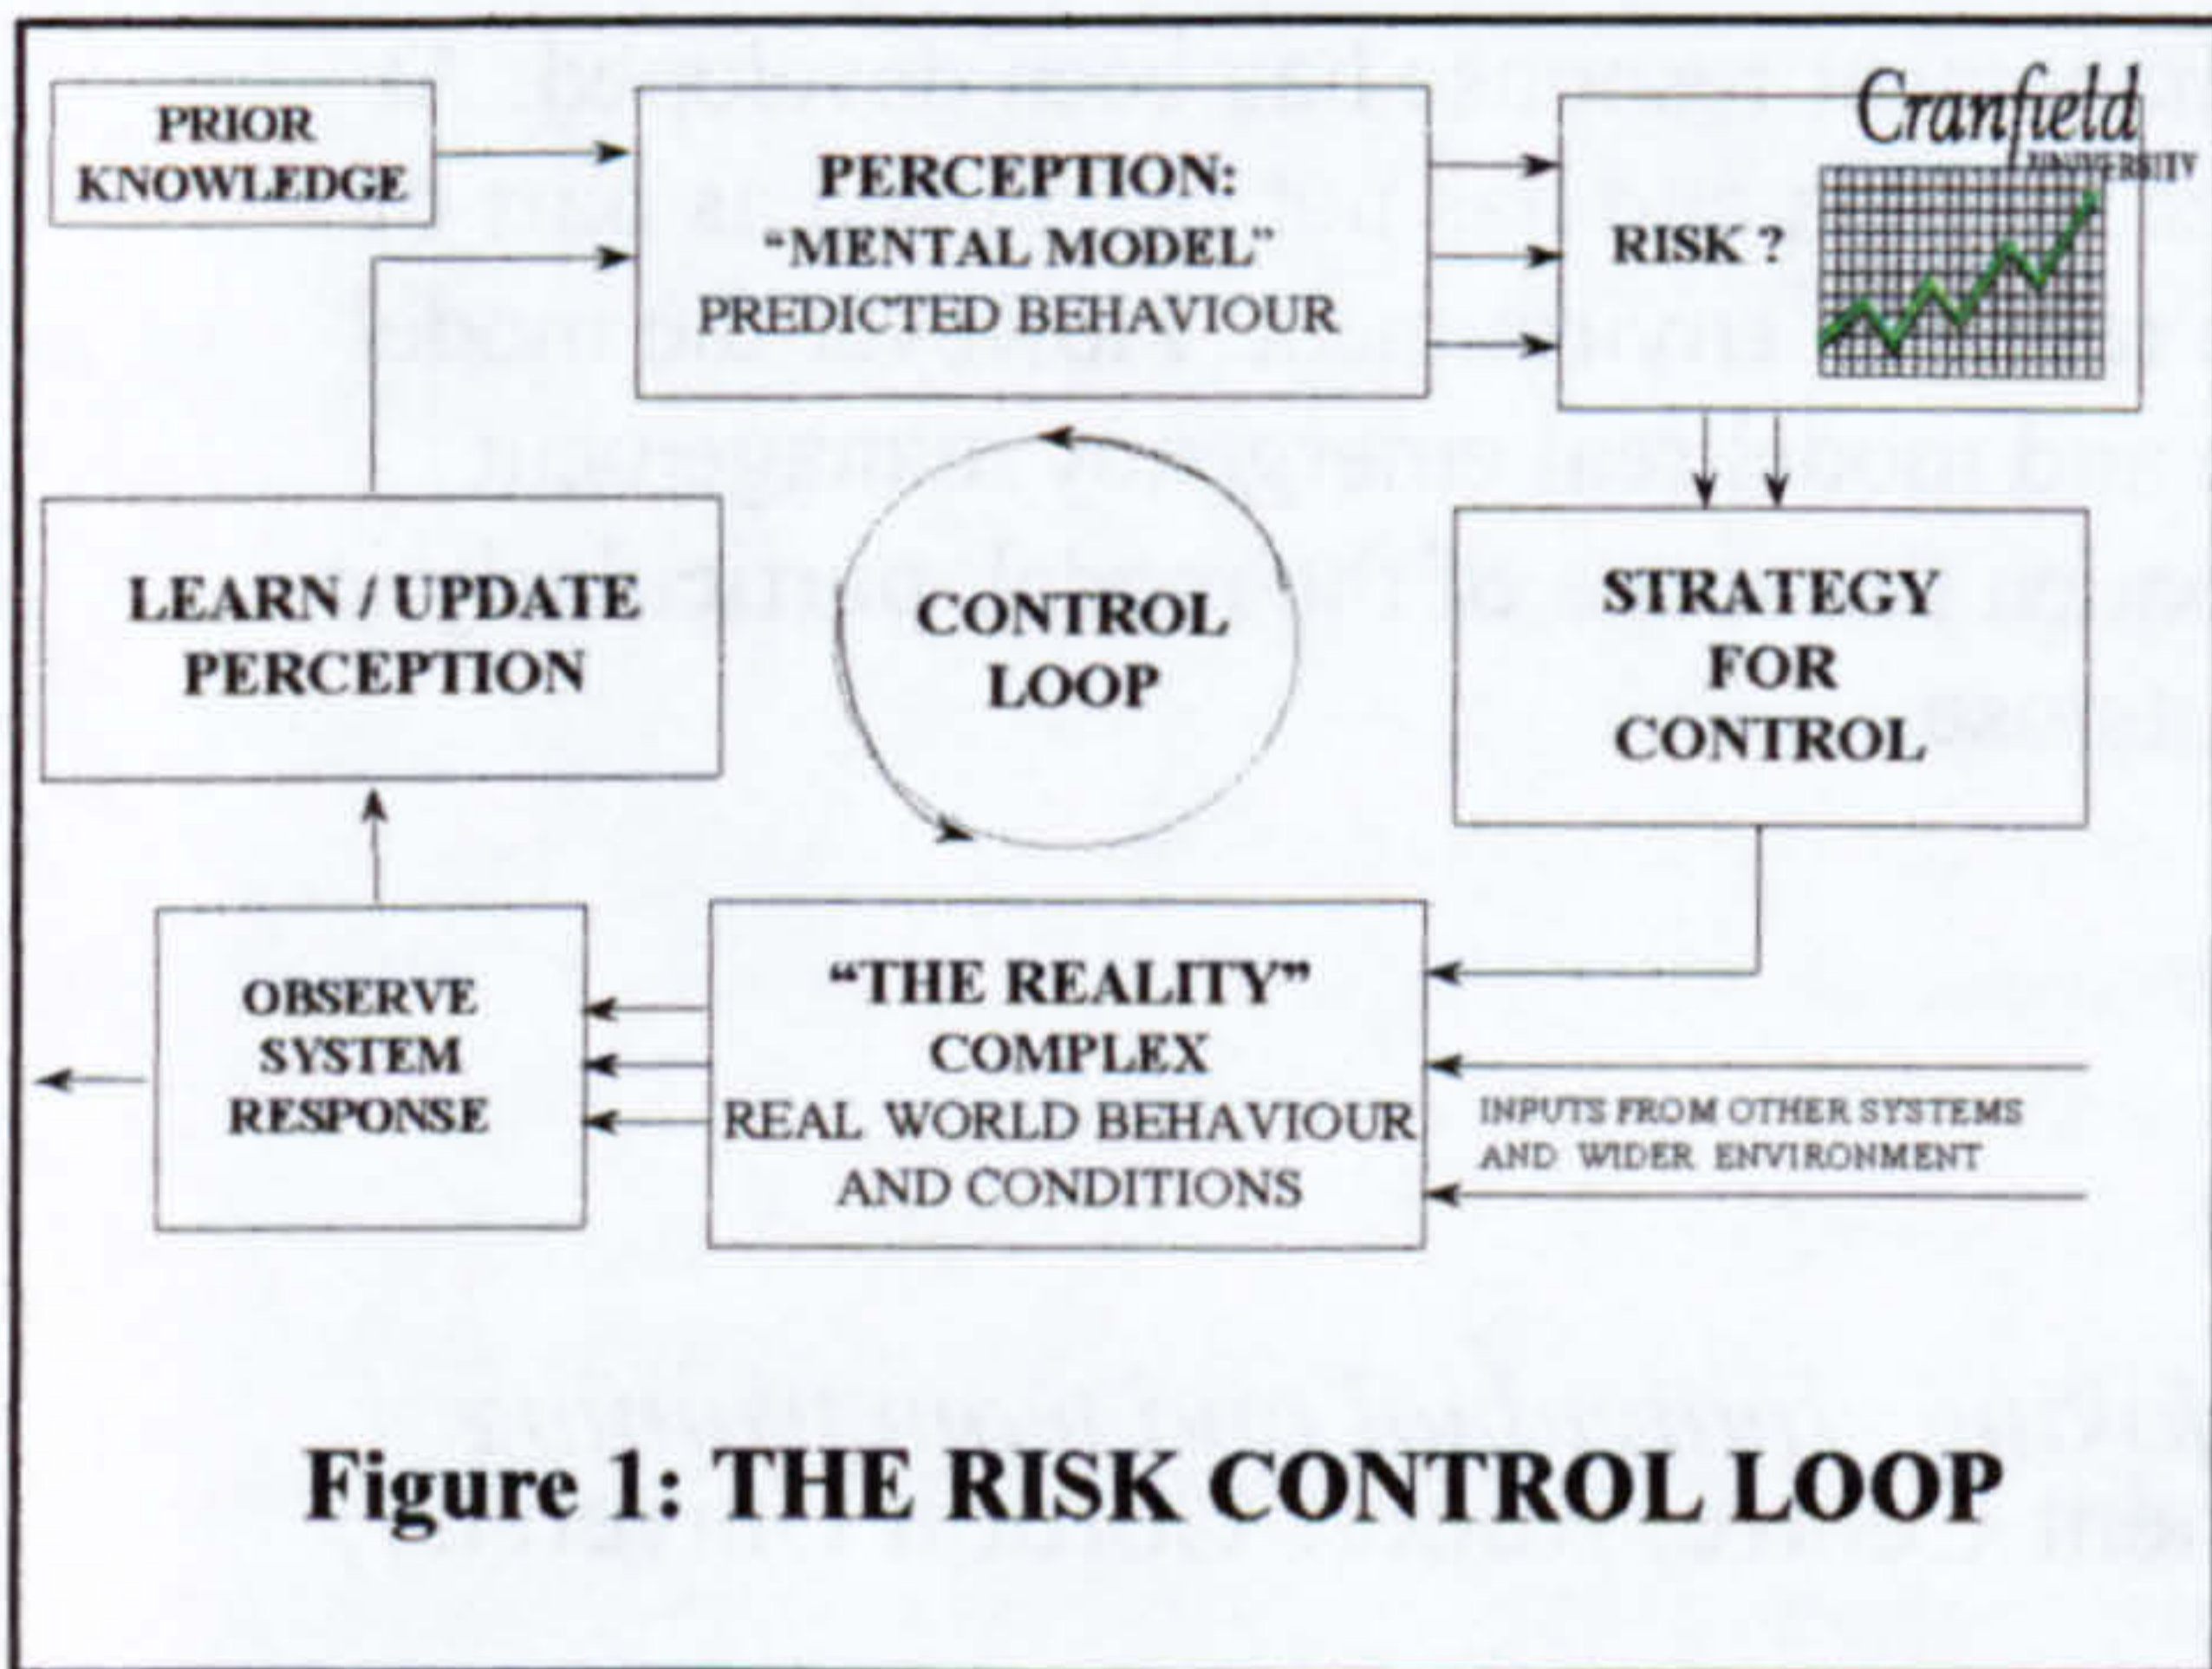 PRIOR
KNOWLEDGE
PERCEPTION:
“MENTAL MODEL”
PREDICTED BEHAVIOUR
Cranfield
UNIVERSITY
RISK ?
LEARN / UPDATE
PERCEPTION
CONTROL
LOOP
STRATEGY
FOR
CONTROL
OBSERVE
SYSTEM
RESPONSE
“THE REALITY”
COMPLEX
REAL WORLD BEHAVIOUR
AND CONDITIONS
INPUTS FROM OTHER SYSTEMS
AND WIDER ENVIRONMENT
Figure 1: THE RISK CONTROL LOOP